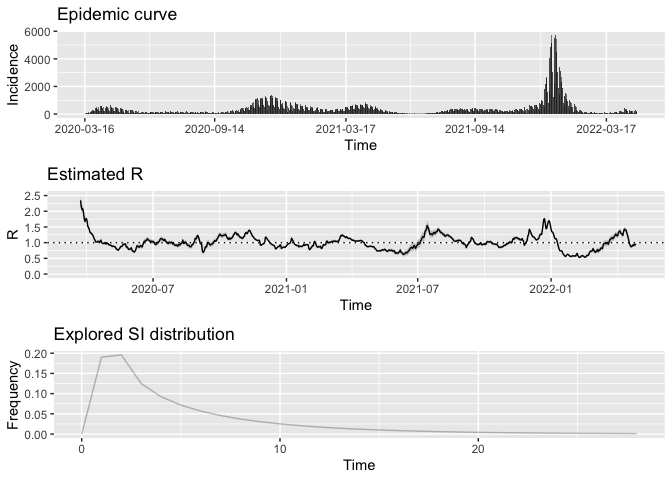 Epidemic curve
Incidence
6000
4000
2000
0
2020-03-16 2020-09-14 2021-03-17 2021-09-14 2022-03-17
Time
Estimated R
R
2.5
2.0
1.5
1.0
0.5
0.0
2020-07 2021-01 2021-07 2022-01
Time
Explored SI distribution
Frequency
0.20
0.15
0.10
0.05
0.00
0 10 20
Time